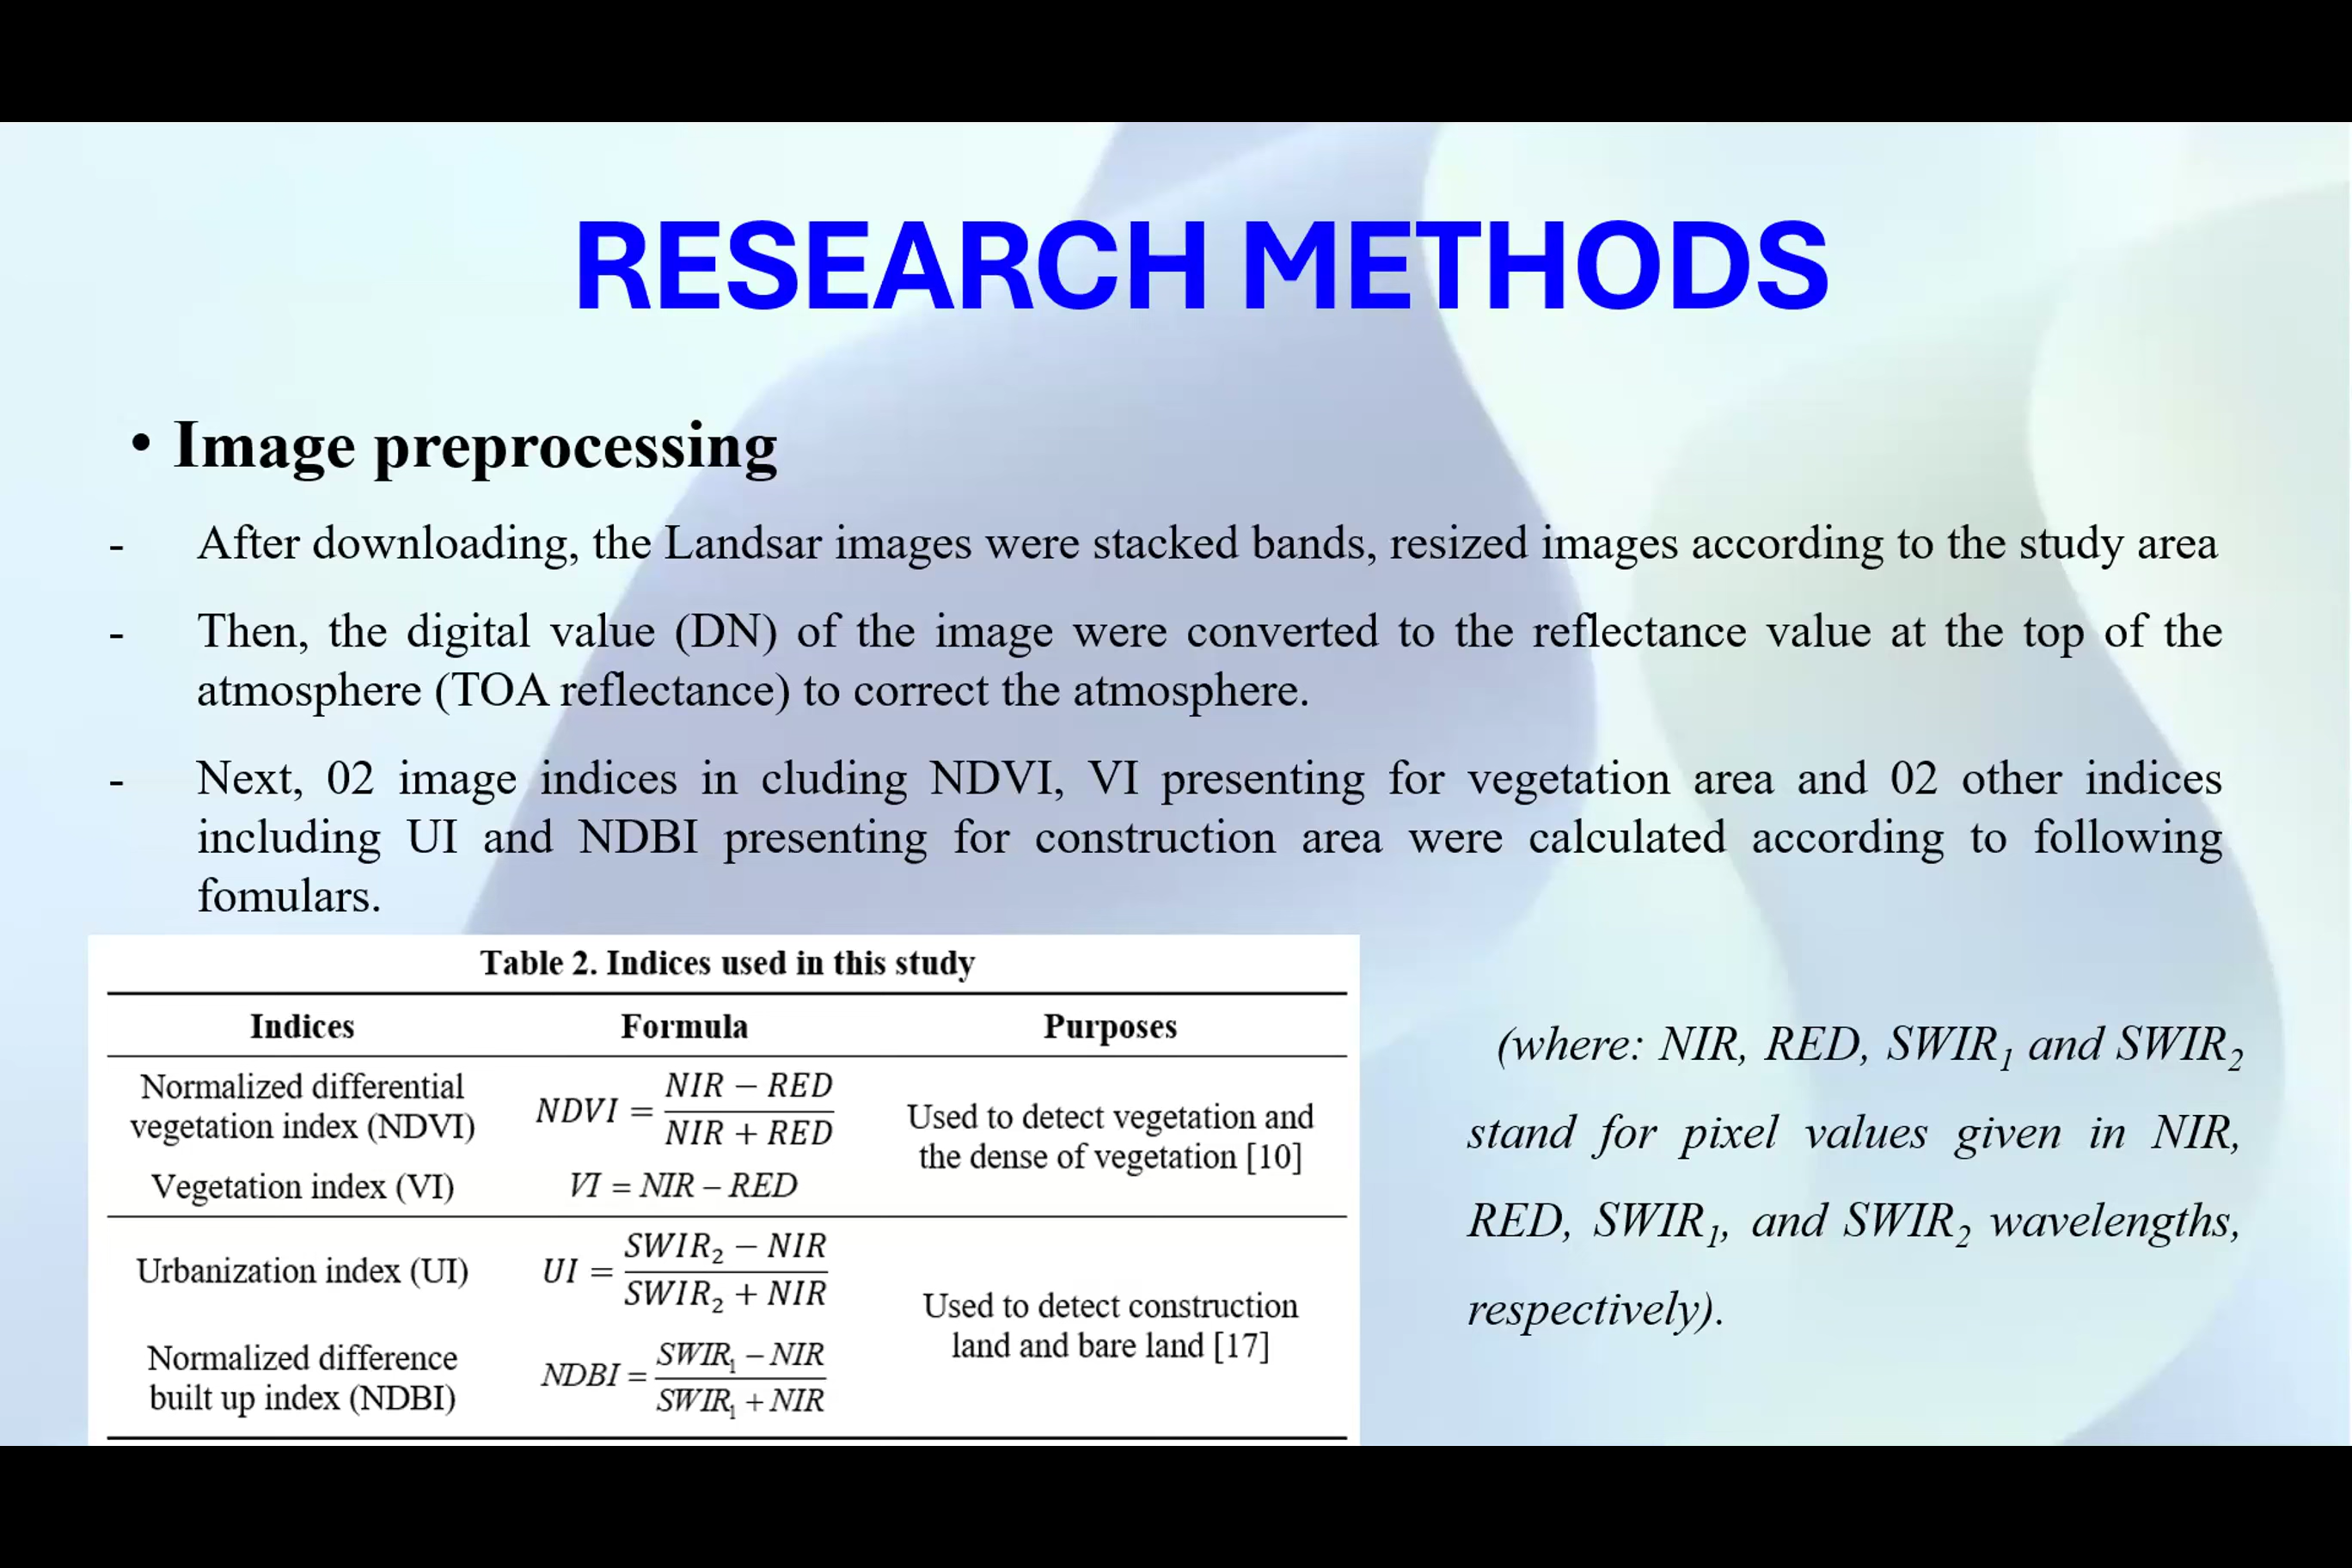 RESEARCH METHODS
• Image preprocessing
- After downloading, the Landsar images were stacked bands, resized images according to the study area
- Then, the digital value (DN) of the image were converted to the reflectance value at the top of the
atmosphere (TOA reflectance) to correct the atmosphere.
- Next, 02 image indices in cluding NDVI, VI presenting for vegetation area and 02 other indices
including UI and NDBI presenting for construction area were calculated according to following
fomulars.
Table 2. Indices used in this study
Indices Formula Purposes
Normalized differential
vegetation index (NDVI)
NDVI = (NIR − RED) / (NIR + RED)
Used to detect vegetation and
the dense of vegetation [10]
Vegetation index (VI)
VI = NIR − RED
Urbanization index (UI)
UI = (SWIR₂ − NIR) / (SWIR₂ + NIR)
Used to detect construction
land and bare land [17]
Normalized difference
built up index (NDBI)
NDBI = (SWIR₁ − NIR) / (SWIR₁ + NIR)
(where: NIR, RED, SWIR₁ and SWIR₂
stand for pixel values given in NIR,
RED, SWIR₁, and SWIR₂ wavelengths,
respectively).